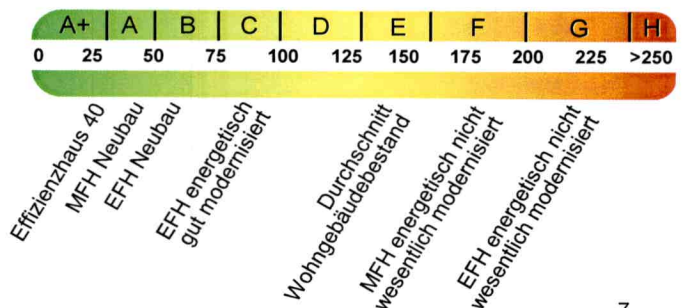 A+ A B C D E F G H
0 25 50 75 100 125 150 175 200 225 >250
Effizienzhaus 40
MFH Neubau
EFH Neubau
EFH energetisch
gut modernisiert
Durchschnitt
Wohngebäudebestand
MFH energetisch nicht
wesentlich modernisiert
EFH energetisch nicht
wesentlich modernisiert